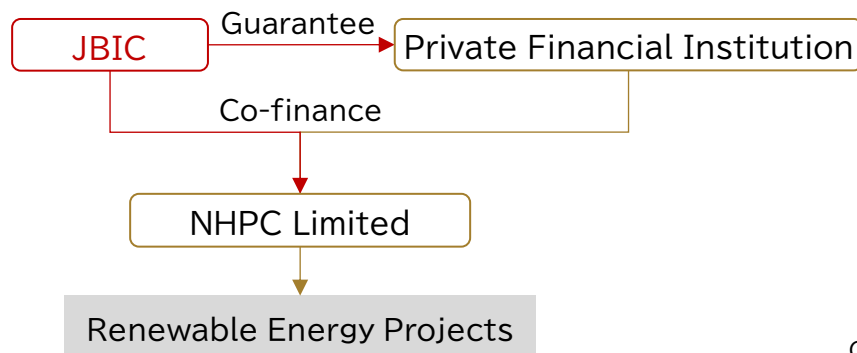 Guarantee
JBIC
Private Financial Institution
Co-finance
NHPC Limited
Renewable Energy Projects